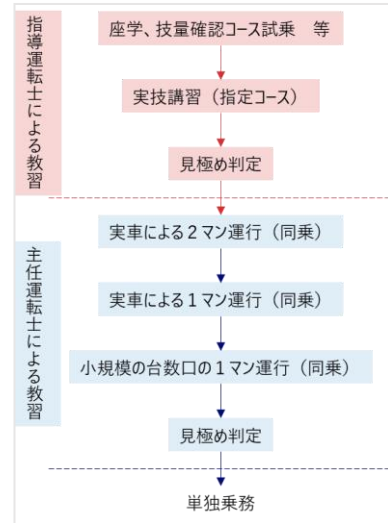 指導運転士による教習
座学、技量確認コース試乗　等
実技講習（指定コース）
見極め判定
主任運転士による教習
実車による２マン運行（同乗）
実車による１マン運行（同乗）
小規模の台数口の１マン運行（同乗）
見極め判定
単独乗務